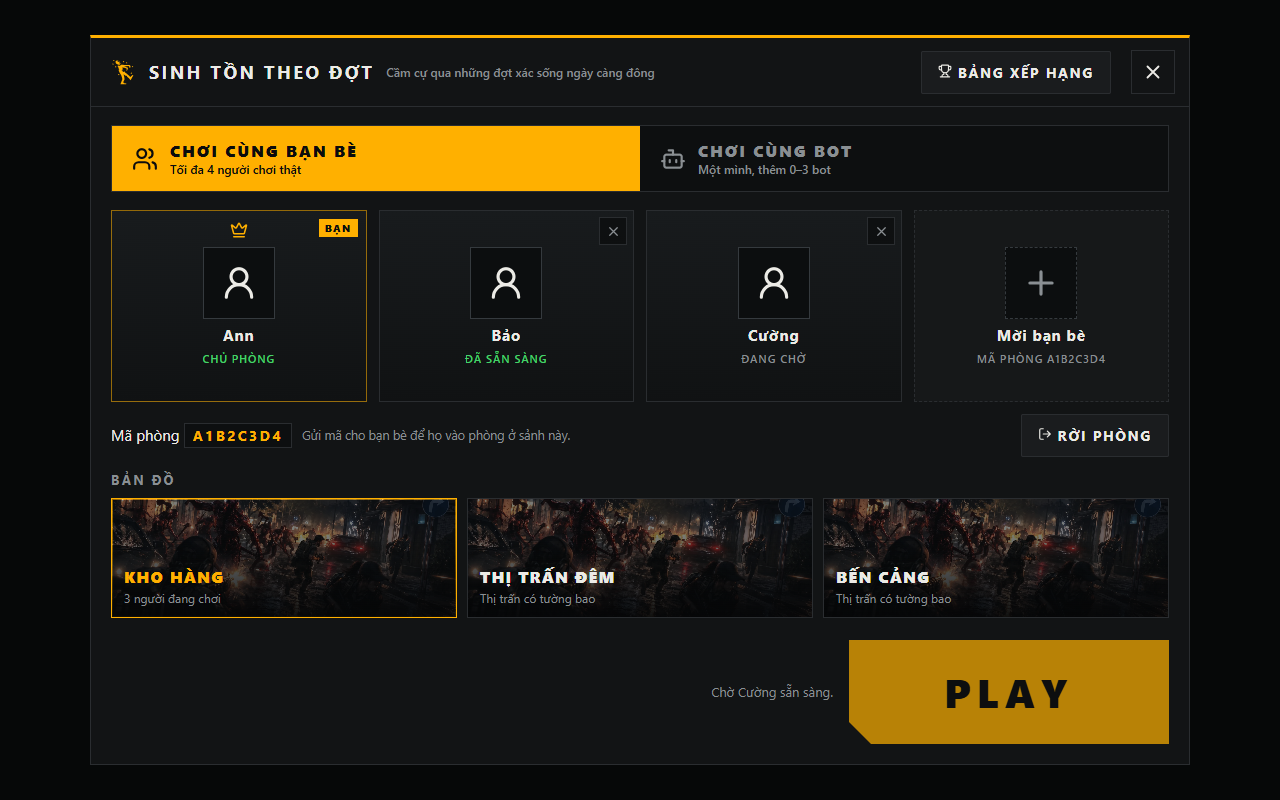 SINH TỒN THEO ĐỢT
Cầm cự qua những đợt xác sống ngày càng đông
BẢNG XẾP HẠNG
CHƠI CÙNG BẠN BÈ
Tối đa 4 người chơi thật
CHƠI CÙNG BOT
Một mình, thêm 0–3 bot
BẠN
Ann
CHỦ PHÒNG
Bảo
ĐÃ SẴN SÀNG
Cường
ĐANG CHỜ
Mời bạn bè
MÃ PHÒNG A1B2C3D4
Mã phòng A1B2C3D4 Gửi mã cho bạn bè để họ vào phòng ở sảnh này.
RỜI PHÒNG
BẢN ĐỒ
KHO HÀNG
3 người đang chơi
THỊ TRẤN ĐÊM
Thị trấn có tường bao
BẾN CẢNG
Thị trấn có tường bao
Chờ Cường sẵn sàng.
PLAY